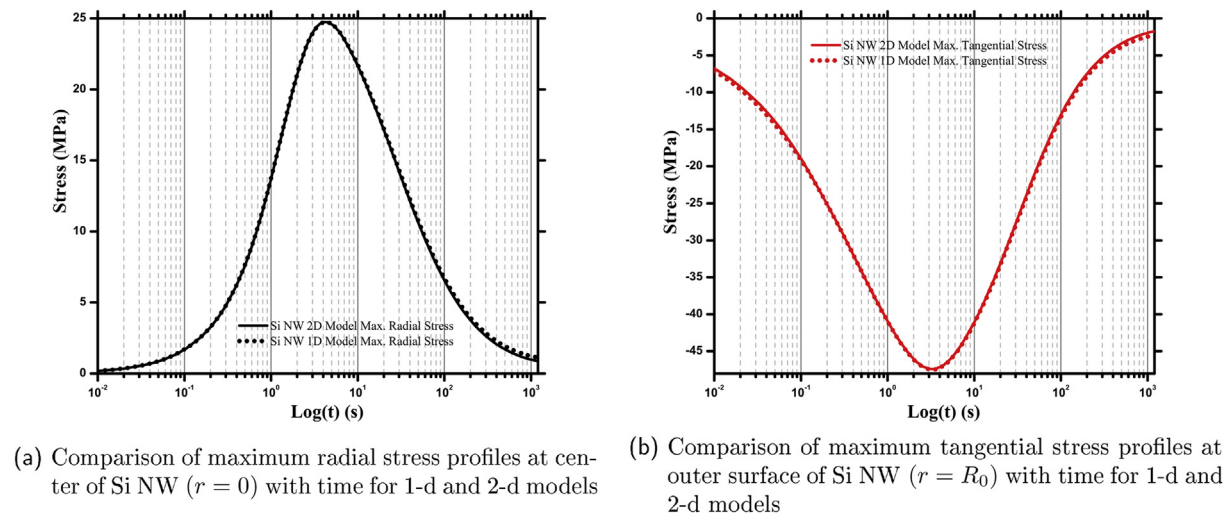 25
20
15
10
5
0
Stress (MPa)
Si NW 2D Model Max. Radial Stress
Si NW 1D Model Max. Radial Stress
10^-2 10^-1 10^0 10^1 10^2 10^3
Log(t) (s)
(a) Comparison of maximum radial stress profiles at cen-
ter of Si NW (r = 0) with time for 1-d and 2-d models
0
-5
-10
-15
-20
-25
-30
-35
-40
-45
Stress (MPa)
Si NW 2D Model Max. Tangential Stress
Si NW 1D Model Max. Tangential Stress
10^-2 10^-1 10^0 10^1 10^2 10^3
Log(t) (s)
(b) Comparison of maximum tangential stress profiles at
outer surface of Si NW (r = R₀) with time for 1-d and
2-d models